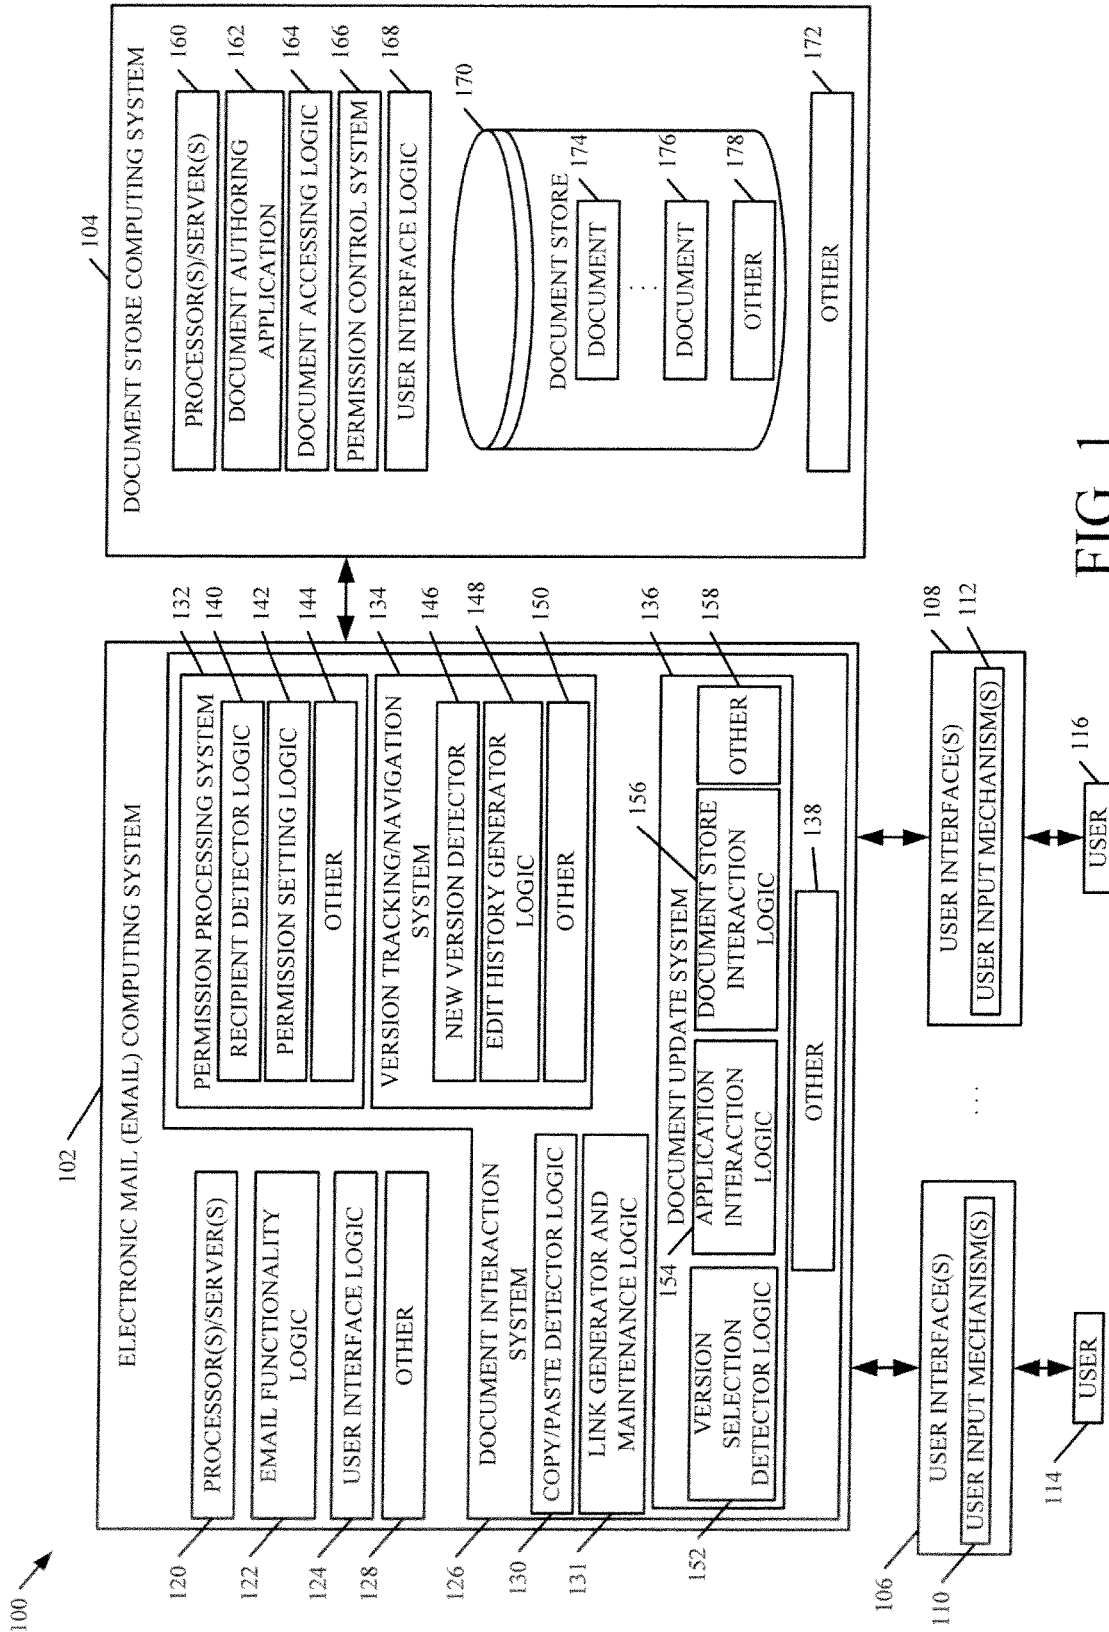 100
102
ELECTRONIC MAIL (EMAIL) COMPUTING SYSTEM
120
PROCESSOR(S)/SERVER(S)
122
EMAIL FUNCTIONALITY
LOGIC
124
USER INTERFACE LOGIC
128
OTHER
126
DOCUMENT INTERACTION
SYSTEM
130
COPY/PASTE DETECTOR LOGIC
131
LINK GENERATOR AND
MAINTENANCE LOGIC
132
PERMISSION PROCESSING SYSTEM
140
RECIPIENT DETECTOR LOGIC
142
PERMISSION SETTING LOGIC
144
OTHER
134
VERSION TRACKING/NAVIGATION
SYSTEM
146
NEW VERSION DETECTOR
148
EDIT HISTORY GENERATOR
LOGIC
150
OTHER
136
DOCUMENT UPDATE SYSTEM
152
VERSION
SELECTION
DETECTOR LOGIC
154
APPLICATION
INTERACTION
LOGIC
156
DOCUMENT STORE
INTERACTION
LOGIC
158
OTHER
138
OTHER
104
DOCUMENT STORE COMPUTING SYSTEM
160
PROCESSOR(S)/SERVER(S)
162
DOCUMENT AUTHORING
APPLICATION
164
DOCUMENT ACCESSING LOGIC
166
PERMISSION CONTROL SYSTEM
168
USER INTERFACE LOGIC
170
DOCUMENT STORE
174
DOCUMENT
...
176
DOCUMENT
178
OTHER
172
OTHER
106
USER INTERFACE(S)
110
USER INPUT MECHANISM(S)
114
USER
...
108
USER INTERFACE(S)
112
USER INPUT MECHANISM(S)
116
USER
FIG. 1